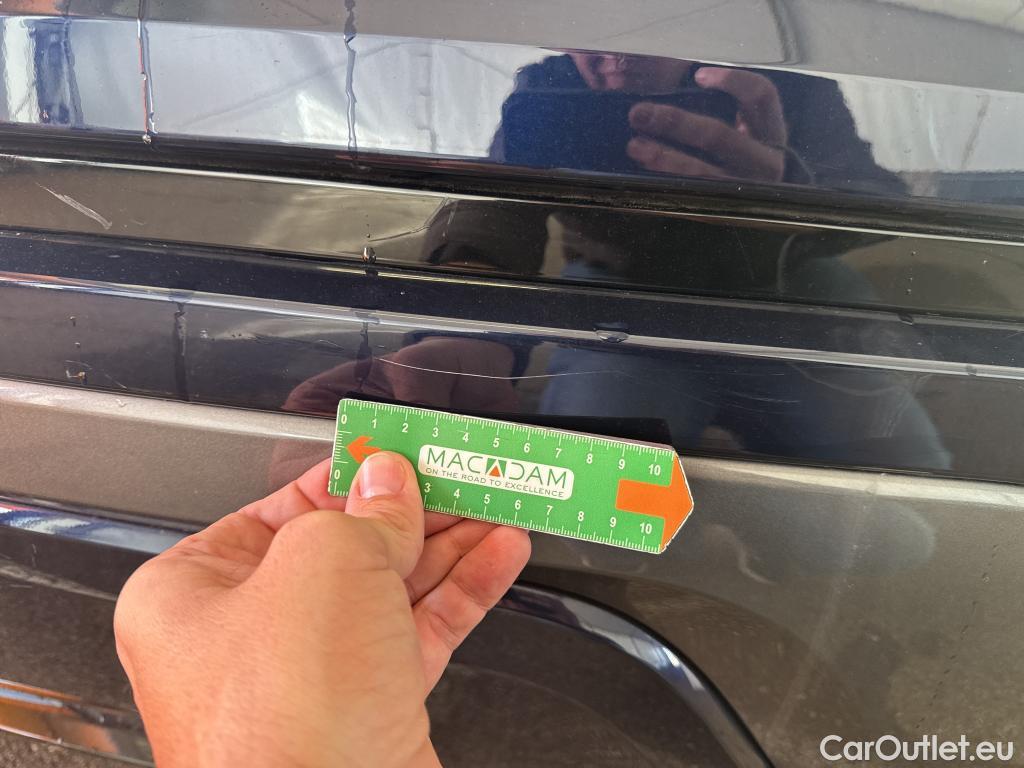 0 1 2 3 4 5 6 7 8 9 10
MACADAM
ON THE ROAD TO EXCELLENCE
0 3 4 5 6 7 8 9 10
CarOutlet.eu